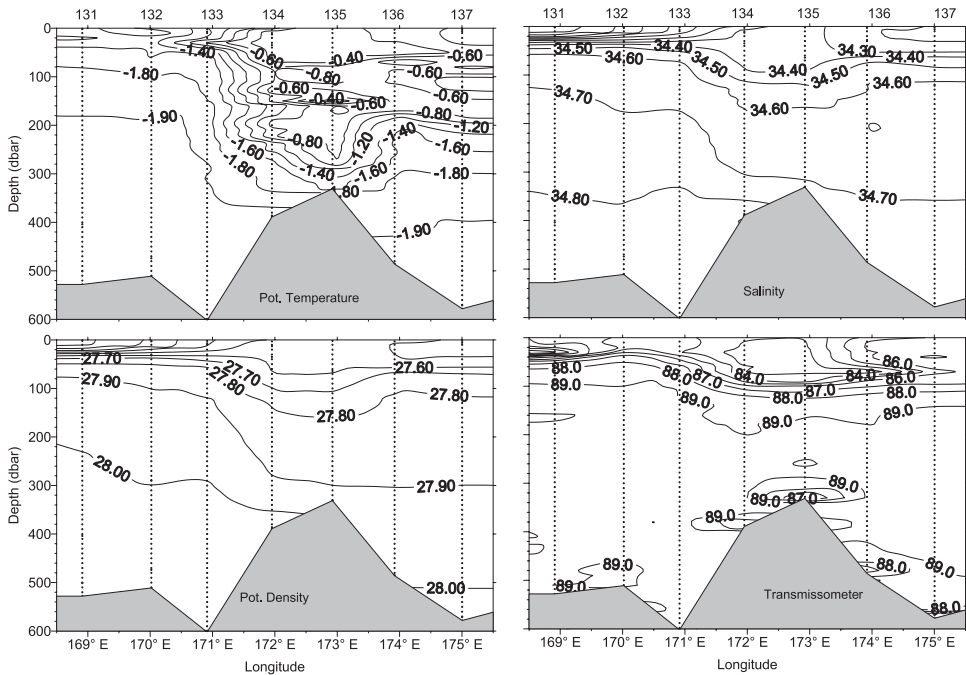 131 132 133 134 135 136 137
0
100
200
300
400
500
600
Depth (dbar)
-1.40 -0.60 -0.40 -0.60
-1.80 -0.80 -0.60
-0.60 -0.40 -0.60
-1.90 -0.80 -0.80 -1.20
-1.60 -1.20 -1.40 -1.60
-1.80 -1.40 -1.60 -1.80
80
-1.90
Pot. Temperature
131 132 133 134 135 136 137
34.50 34.40 34.30 34.40
34.60 34.50 34.40 34.50 34.60
34.70 34.60
34.80 34.70
Salinity
0
100
200
300
400
500
600
Depth (dbar)
27.70 27.70 27.60
27.90 27.80 27.80 27.80
28.00 27.90
28.00
Pot. Density
169° E 170° E 171° E 172° E 173° E 174° E 175° E
Longitude
88.0 88.0 87.0 84.0 84.0 86.0 86.0
89.0 89.0 88.0 87.0 88.0
89.0 89.0
89.0
89.0 87.0 89.0
89.0
89.0 88.0 89.0
89.0 88.0
Transmissometer
169° E 170° E 171° E 172° E 173° E 174° E 175° E
Longitude